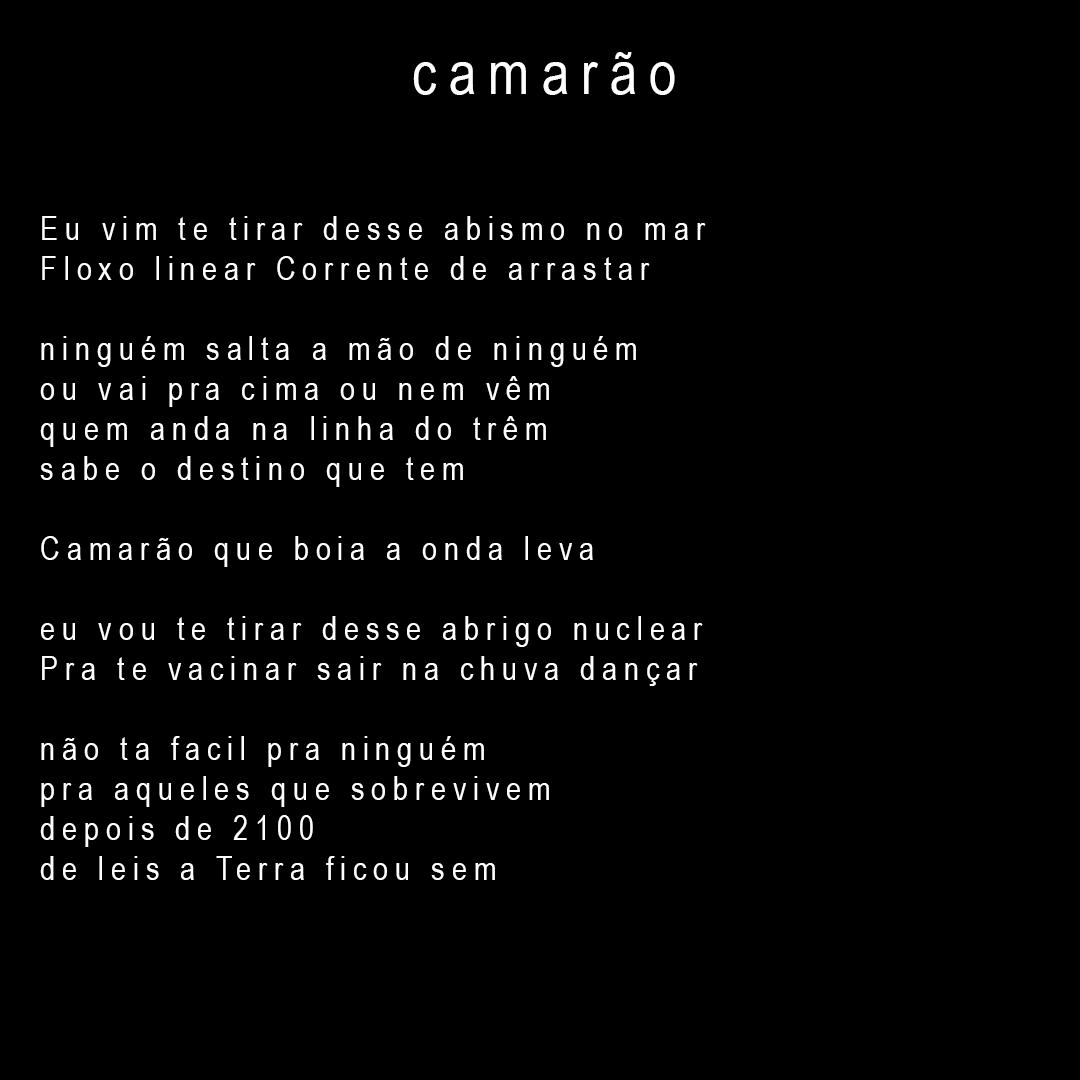 camarão
Eu vim te tirar desse abismo no mar
Floxo linear Corrente de arrastar
ninguém salta a mão de ninguém
ou vai pra cima ou nem vêm
quem anda na linha do trêm
sabe o destino que tem
Camarão que boia a onda leva
eu vou te tirar desse abrigo nuclear
Pra te vacinar sair na chuva dançar
não ta facil pra ninguém
pra aqueles que sobrevivem
depois de 2100
de leis a Terra ficou sem